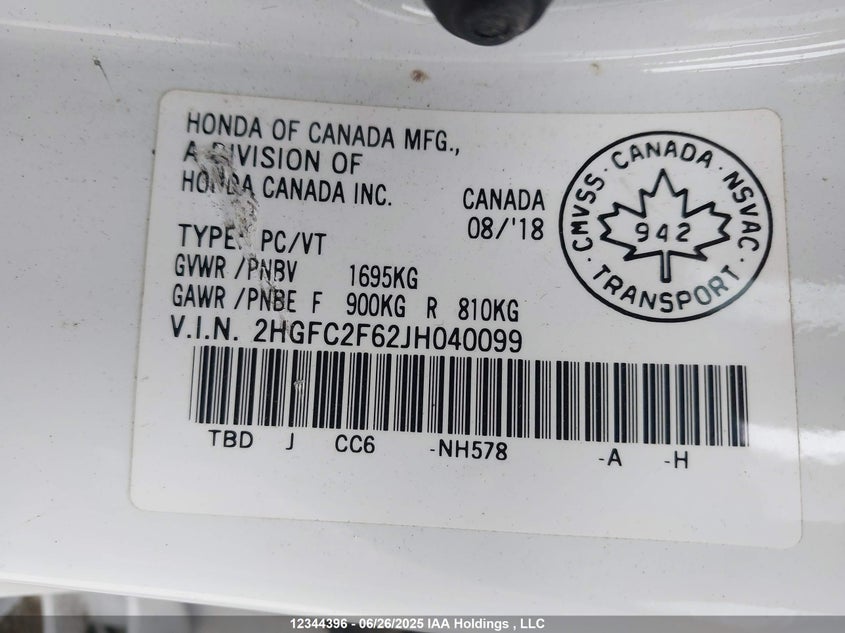 HONDA OF CANADA MFG.,
A DIVISION OF
HONDA CANADA INC.
CANADA
08/'18
TYPE: PC/VT
GVWR /PNBV 1695KG
GAWR /PNBE F 900KG R 810KG
V.I.N. 2HGFC2F62JH040099
TBD J CC6 -NH578 -A -H
CMVSS · CANADA · NSVAC · TRANSPORT ·
942
12344396 - 06/26/2025 IAA Holdings , LLC